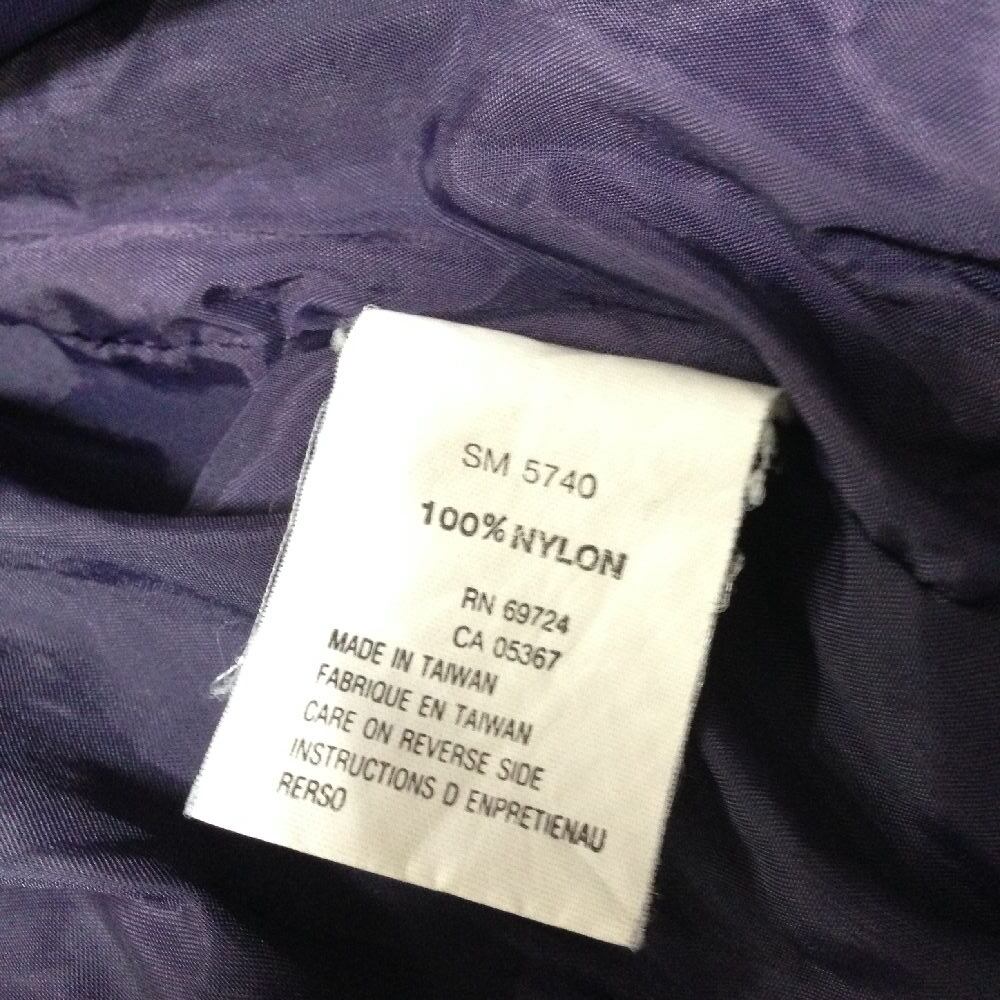 SM 5740
100% NYLON
RN 69724
CA 05367
MADE IN TAIWAN
FABRIQUE EN TAIWAN
CARE ON REVERSE SIDE
INSTRUCTIONS D ENPRETIENAU
RERSO